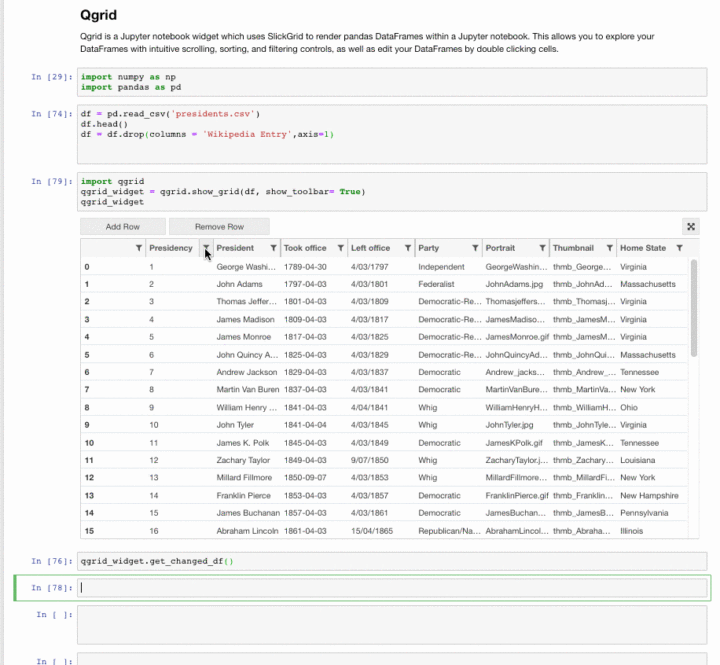 Qgrid
Qgrid is a Jupyter notebook widget which uses SlickGrid to render pandas DataFrames within a Jupyter notebook. This allows you to explore your
DataFrames with intuitive scrolling, sorting, and filtering controls, as well as edit your DataFrames by double clicking cells.
In [29]: import numpy as np
import pandas as pd
In [74]: df = pd.read_csv('presidents.csv')
df.head()
df = df.drop(columns = 'Wikipedia Entry',axis=1)
In [79]: import qgrid
qgrid_widget = qgrid.show_grid(df, show_toolbar= True)
qgrid_widget
Add Row Remove Row
Presidency President Took office Left office Party Portrait Thumbnail Home State
0 1 George Washi... 1789-04-30 4/03/1797 Independent GeorgeWashin... thmb_George... Virginia
1 2 John Adams 1797-04-03 4/03/1801 Federalist JohnAdams.jpg thmb_JohnAd... Massachusetts
2 3 Thomas Jeffer... 1801-04-03 4/03/1809 Democratic-Re... Thomasjeffers... thmb_Thomasj... Virginia
3 4 James Madison 1809-04-03 4/03/1817 Democratic-Re... JamesMadiso... thmb_JamesM... Virginia
4 5 James Monroe 1817-04-03 4/03/1825 Democratic-Re... JamesMonroe.gif thmb_JamesM... Virginia
5 6 John Quincy A... 1825-04-03 4/03/1829 Democratic-Re... JohnQuincyAd... thmb_JohnQui... Massachusetts
6 7 Andrew Jackson 1829-04-03 4/03/1837 Democratic Andrew_jacks... thmb_Andrew_... Tennessee
7 8 Martin Van Buren 1837-04-03 4/03/1841 Democratic MartinVanBure... thmb_MartinVa... New York
8 9 William Henry ... 1841-04-03 4/04/1841 Whig WilliamHenryH... thmb_WilliamH... Ohio
9 10 John Tyler 1841-04-04 4/03/1845 Whig JohnTyler.jpg thmb_JohnTyle... Virginia
10 11 James K. Polk 1845-04-03 4/03/1849 Democratic JamesKPolk.gif thmb_JamesK... Tennessee
11 12 Zachary Taylor 1849-04-03 9/07/1850 Whig ZacharyTaylor.j... thmb_Zachary... Louisiana
12 13 Millard Fillmore 1850-09-07 4/03/1853 Whig MillardFillmore... thmb_MillardFi... New York
13 14 Franklin Pierce 1853-04-03 4/03/1857 Democratic FranklinPierce.gif thmb_Franklin... New Hampshire
14 15 James Buchanan 1857-04-03 4/03/1861 Democratic JamesBuchan... thmb_JamesB... Pennsylvania
15 16 Abraham Lincoln 1861-04-03 15/04/1865 Republican/Na... AbrahamLincol... thmb_Abraha... Illinois
In [76]: qgrid_widget.get_changed_df()
In [78]:
In [ ]:
In [ ]: